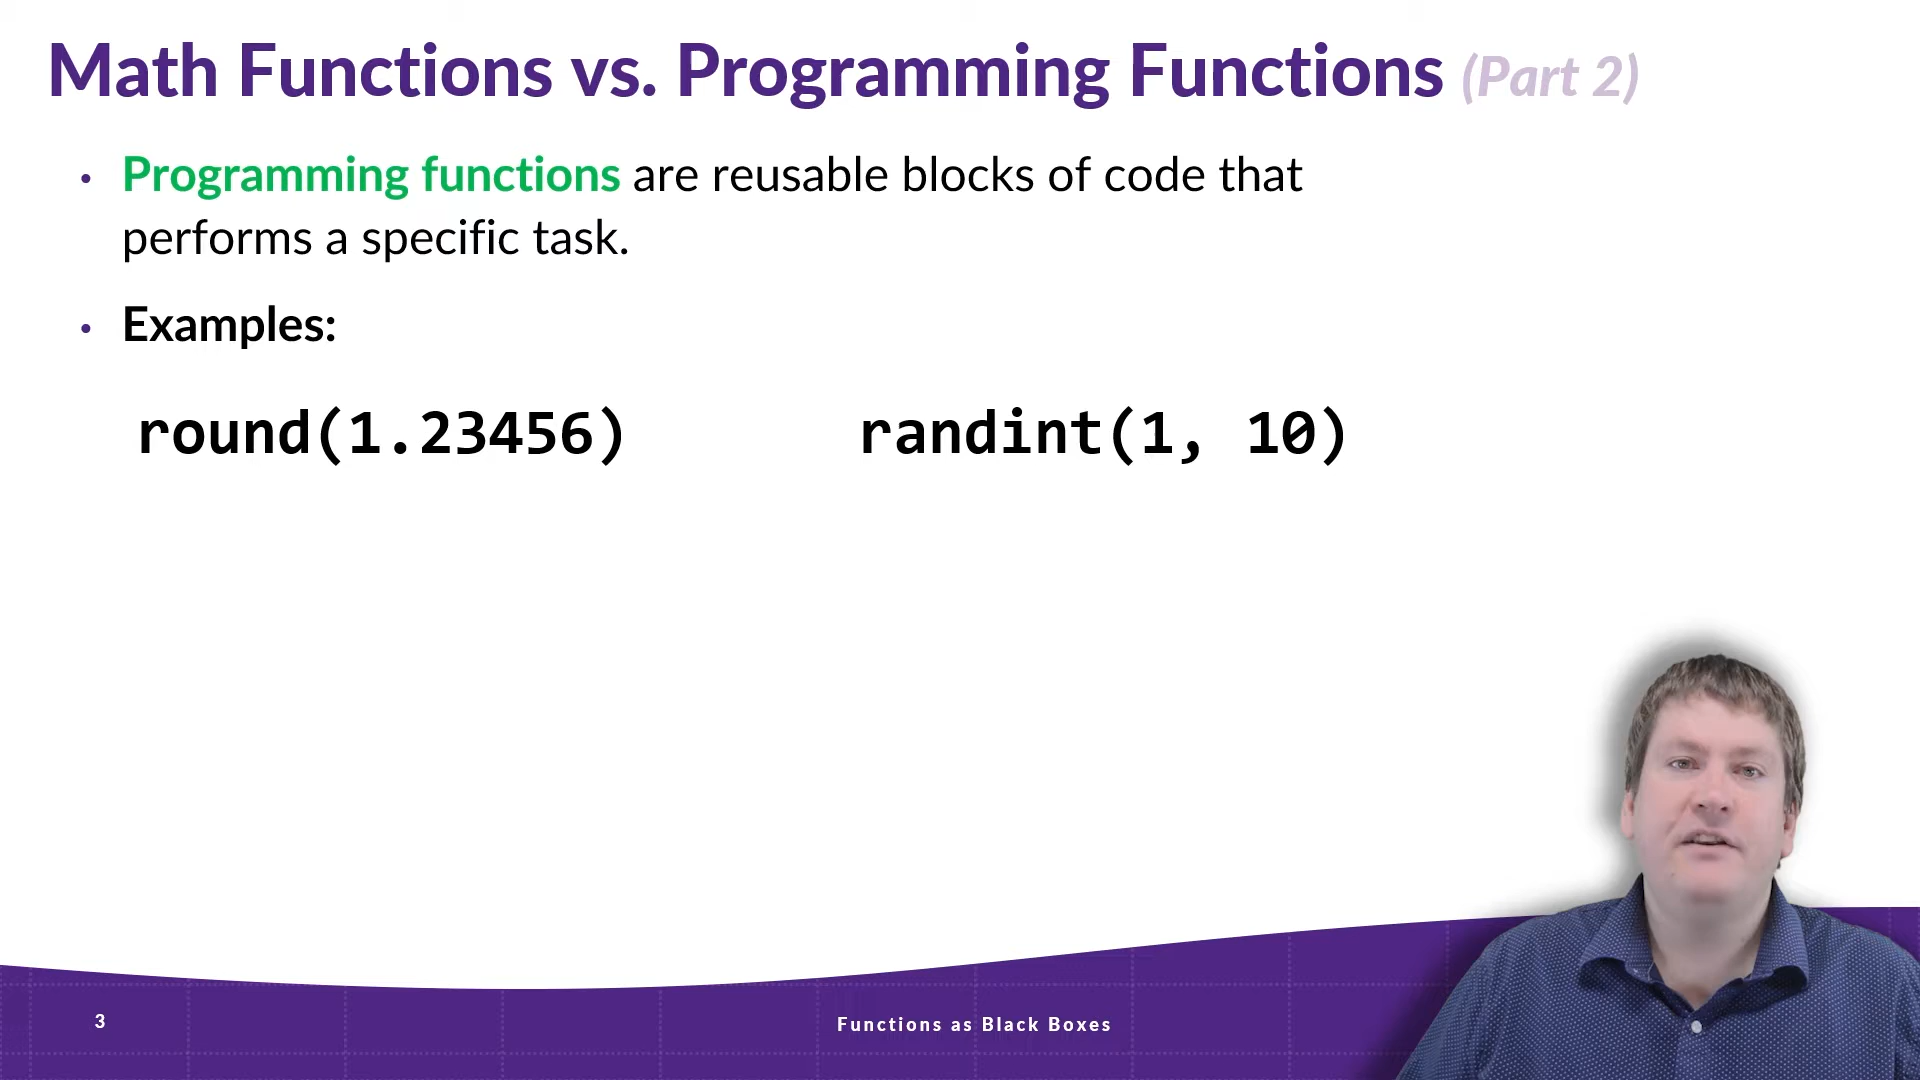 Math Functions vs. Programming Functions (Part 2)
• Programming functions are reusable blocks of code that
performs a specific task.
• Examples:
round(1.23456) randint(1, 10)
3
Functions as Black Boxes